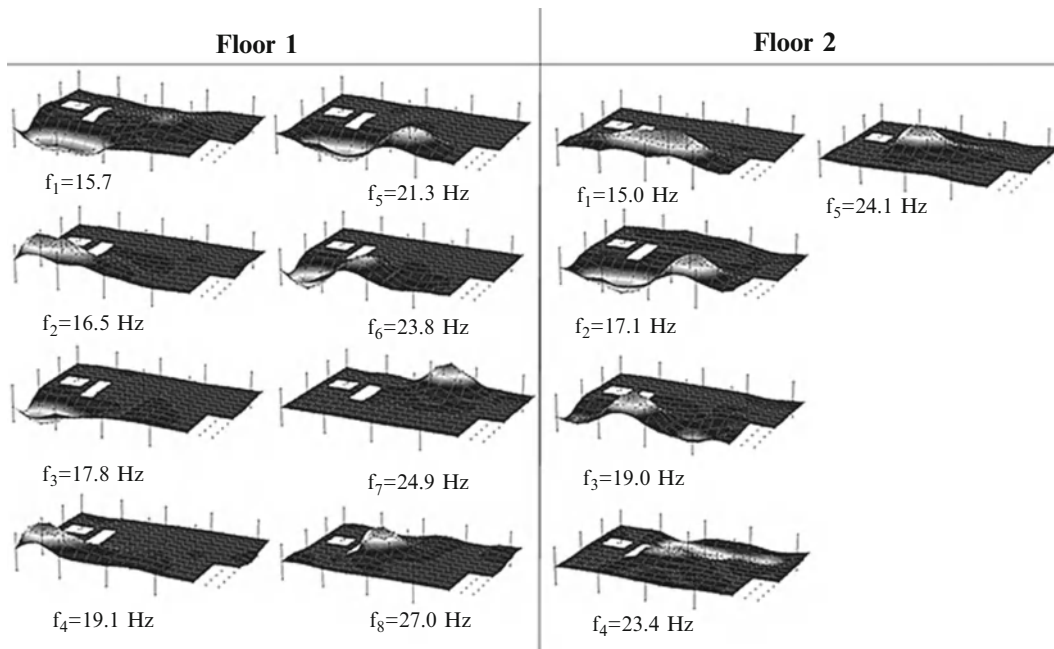 Floor 1
Floor 2
f₁=15.7
f₅=21.3 Hz
f₂=16.5 Hz
f₆=23.8 Hz
f₃=17.8 Hz
f₇=24.9 Hz
f₄=19.1 Hz
f₈=27.0 Hz
f₁=15.0 Hz
f₅=24.1 Hz
f₂=17.1 Hz
f₃=19.0 Hz
f₄=23.4 Hz